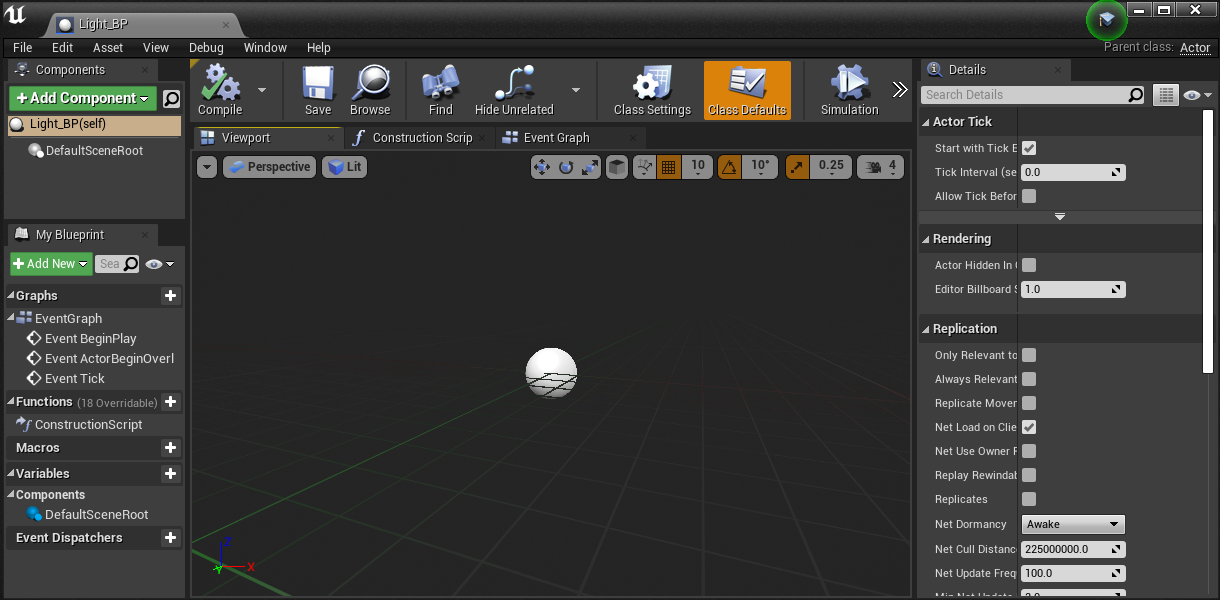 Light_BP
File Edit Asset View Debug Window Help
Parent class: Actor
Components
+Add Component
Light_BP(self)
DefaultSceneRoot
My Blueprint
+Add New
Sea
Graphs
EventGraph
Event BeginPlay
Event ActorBeginOverl
Event Tick
Functions (18 Overridable)
ConstructionScript
Macros
Variables
Components
DefaultSceneRoot
Event Dispatchers
Compile Save Browse Find Hide Unrelated Class Settings Class Defaults Simulation
Viewport Construction Scrip Event Graph
Perspective Lit 10 10° 0.25 4
Z
Y X
Details
Search Details
Actor Tick
Start with Tick E
Tick Interval (se 0.0
Allow Tick Befor
Rendering
Actor Hidden In G
Editor Billboard S 1.0
Replication
Only Relevant to
Always Relevant
Replicate Movem
Net Load on Clie
Net Use Owner R
Replay Rewindab
Replicates
Net Dormancy Awake
Net Cull Distanc 225000000.0
Net Update Freq 100.0
Min Net Update 2.0